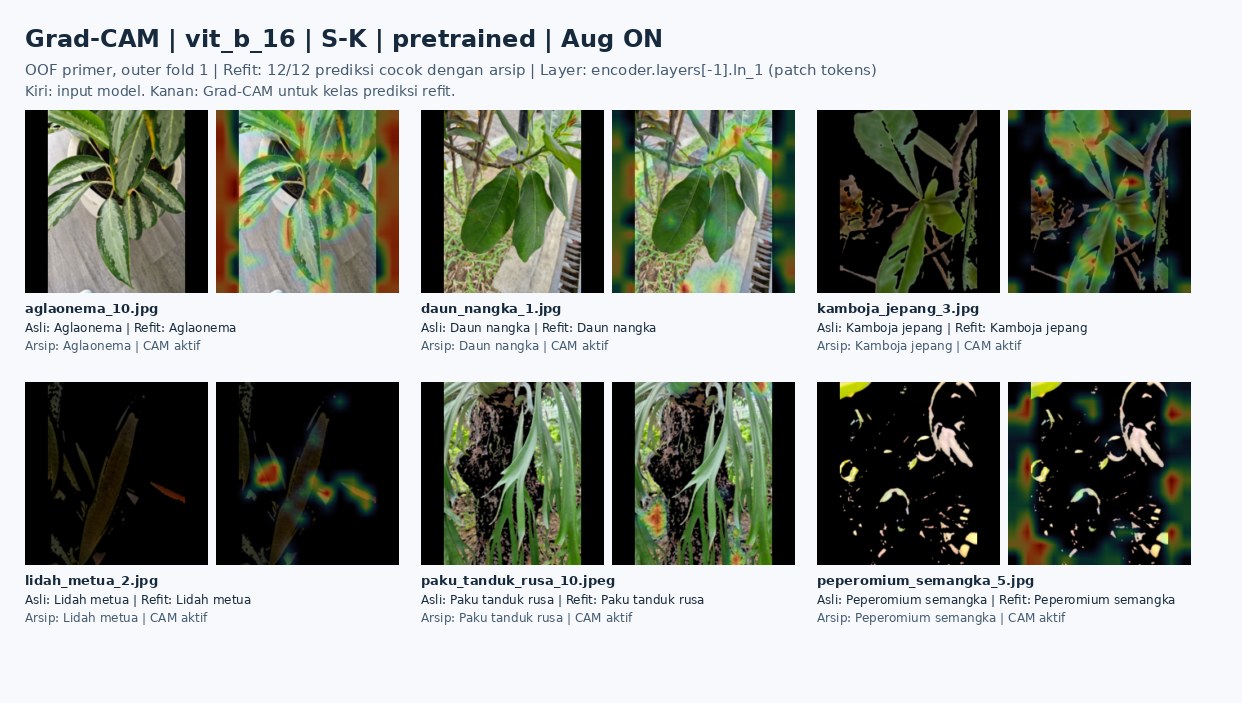 Grad-CAM | vit_b_16 | S-K | pretrained | Aug ON
OOF primer, outer fold 1 | Refit: 12/12 prediksi cocok dengan arsip | Layer: encoder.layers[-1].ln_1 (patch tokens)
Kiri: input model. Kanan: Grad-CAM untuk kelas prediksi refit.
aglaonema_10.jpg
Asli: Aglaonema | Refit: Aglaonema
Arsip: Aglaonema | CAM aktif
daun_nangka_1.jpg
Asli: Daun nangka | Refit: Daun nangka
Arsip: Daun nangka | CAM aktif
kamboja_jepang_3.jpg
Asli: Kamboja jepang | Refit: Kamboja jepang
Arsip: Kamboja jepang | CAM aktif
lidah_metua_2.jpg
Asli: Lidah metua | Refit: Lidah metua
Arsip: Lidah metua | CAM aktif
paku_tanduk_rusa_10.jpeg
Asli: Paku tanduk rusa | Refit: Paku tanduk rusa
Arsip: Paku tanduk rusa | CAM aktif
peperomium_semangka_5.jpg
Asli: Peperomium semangka | Refit: Peperomium semangka
Arsip: Peperomium semangka | CAM aktif